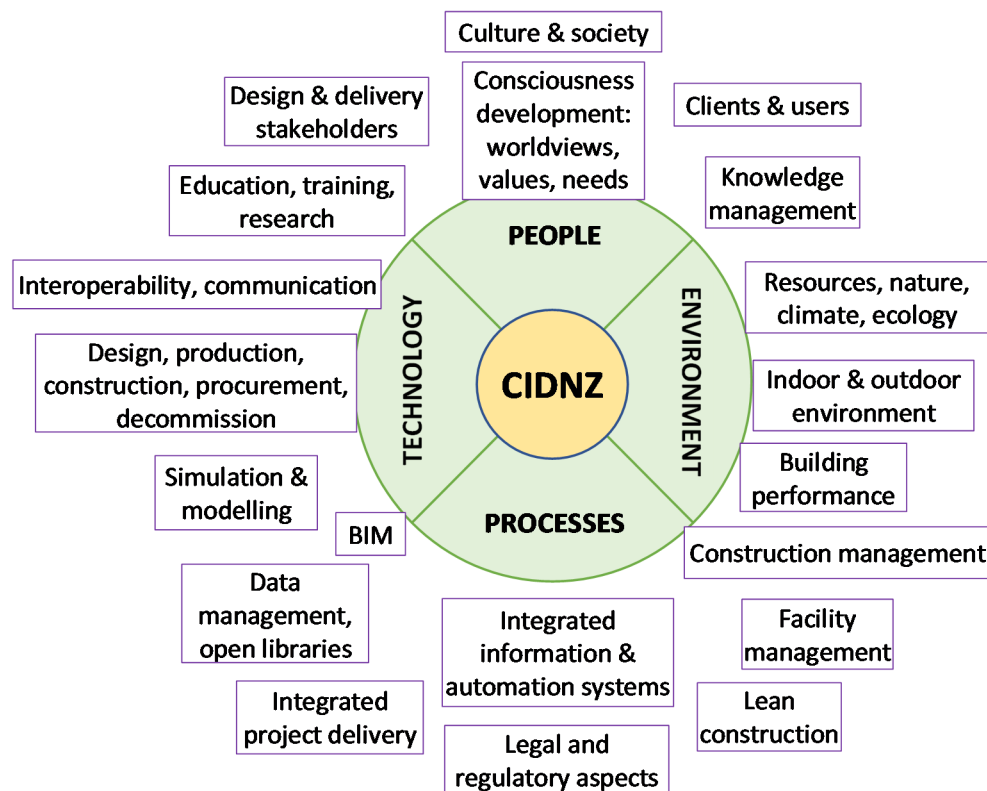 Culture & society
Design & delivery
stakeholders
Consciousness
development:
worldviews,
values, needs
Clients & users
Education, training,
research
Knowledge
management
PEOPLE
Interoperability, communication
Resources, nature,
climate, ecology
TECHNOLOGY
CIDNZ
ENVIRONMENT
Design, production,
construction, procurement,
decommission
Indoor & outdoor
environment
Simulation &
modelling
Building
performance
PROCESSES
BIM
Construction management
Data
management,
open libraries
Integrated
information &
automation systems
Facility
management
Integrated
project delivery
Lean
construction
Legal and
regulatory aspects